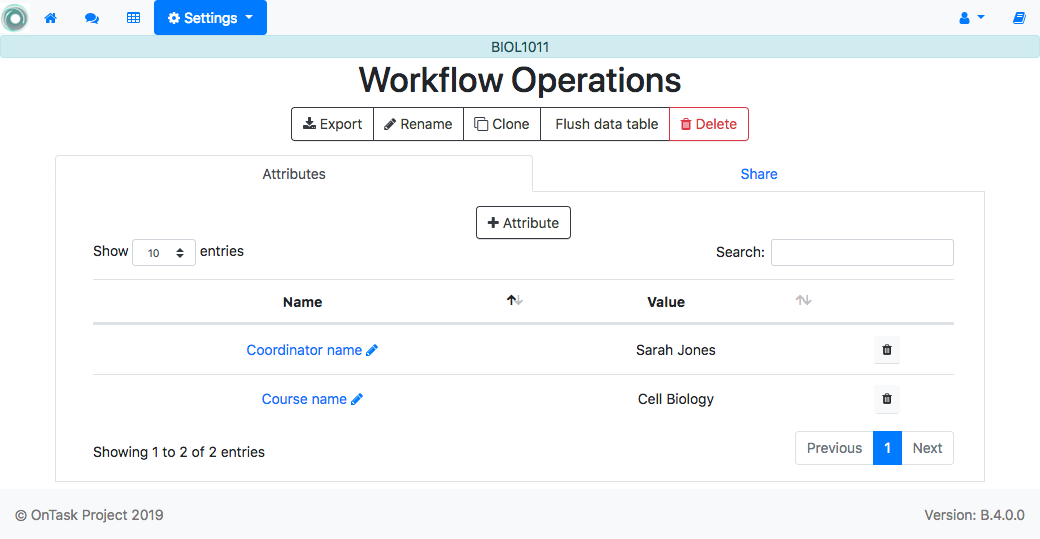 Settings
BIOL1011
Workflow Operations
Export Rename Clone Flush data table Delete
Attributes Share
Attribute
Show 10 entries Search:
Name Value
Coordinator name Sarah Jones
Course name Cell Biology
Showing 1 to 2 of 2 entries Previous 1 Next
© OnTask Project 2019 Version: B.4.0.0